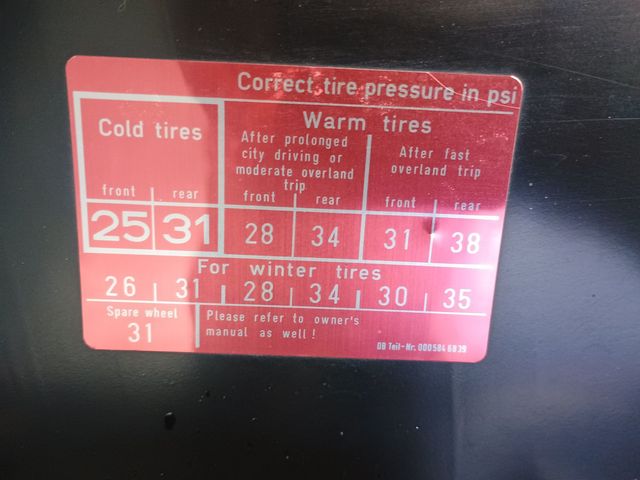 Correct tire pressure in psi
Cold tires
front rear
25 31
Warm tires
After prolonged
city driving or
moderate overland
trip
front rear
28 34
After fast
overland trip
front rear
31 38
For winter tires
26 31 28 34 30 35
Spare wheel
31
Please refer to owner's
manual as well!
DB Teil-Nr. 000 584 68 39